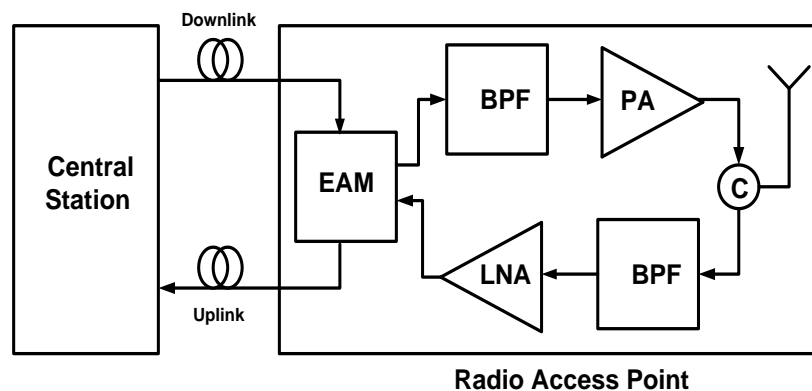 Downlink
BPF
PA
Central
Station
EAM
C
LNA
BPF
Uplink
Radio Access Point